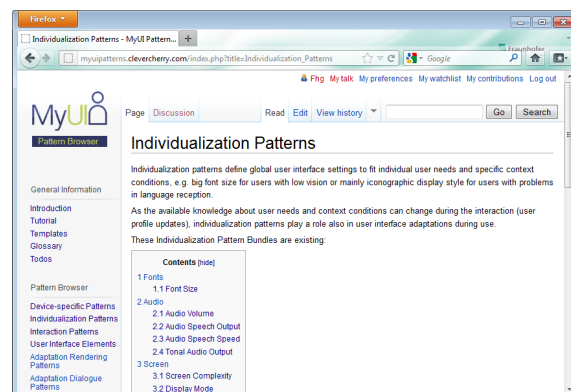 Firefox
Individualization Patterns - MyUI Pattern...
Fraunhofer
myuipatterns.clevercherry.com/index.php?title=Individualization_Patterns
Google
Fhg My talk My preferences My watchlist My contributions Log out
MyUI
Pattern Browser
Page Discussion Read Edit View history Go Search
Individualization Patterns
Individualization patterns define global user interface settings to fit individual user needs and specific context
conditions, e.g. big font size for users with low vision or mainly iconographic display style for users with problems
in language reception.
As the available knowledge about user needs and context conditions can change during the interaction (user
profile updates), individualization patterns play a role also in user interface adaptations during use.
These Individualization Pattern Bundles are existing:
General Information
Introduction
Tutorial
Templates
Glossary
Todos
Pattern Browser
Device-specific Patterns
Individualization Patterns
Interaction Patterns
User Interface Elements
Adaptation Rendering
Patterns
Adaptation Dialogue
Patterns
Contents [hide]
1 Fonts
1.1 Font Size
2 Audio
2.1 Audio Volume
2.2 Audio Speech Output
2.3 Audio Speech Speed
2.4 Tonal Audio Output
3 Screen
3.1 Screen Complexity
3.2 Display Mode